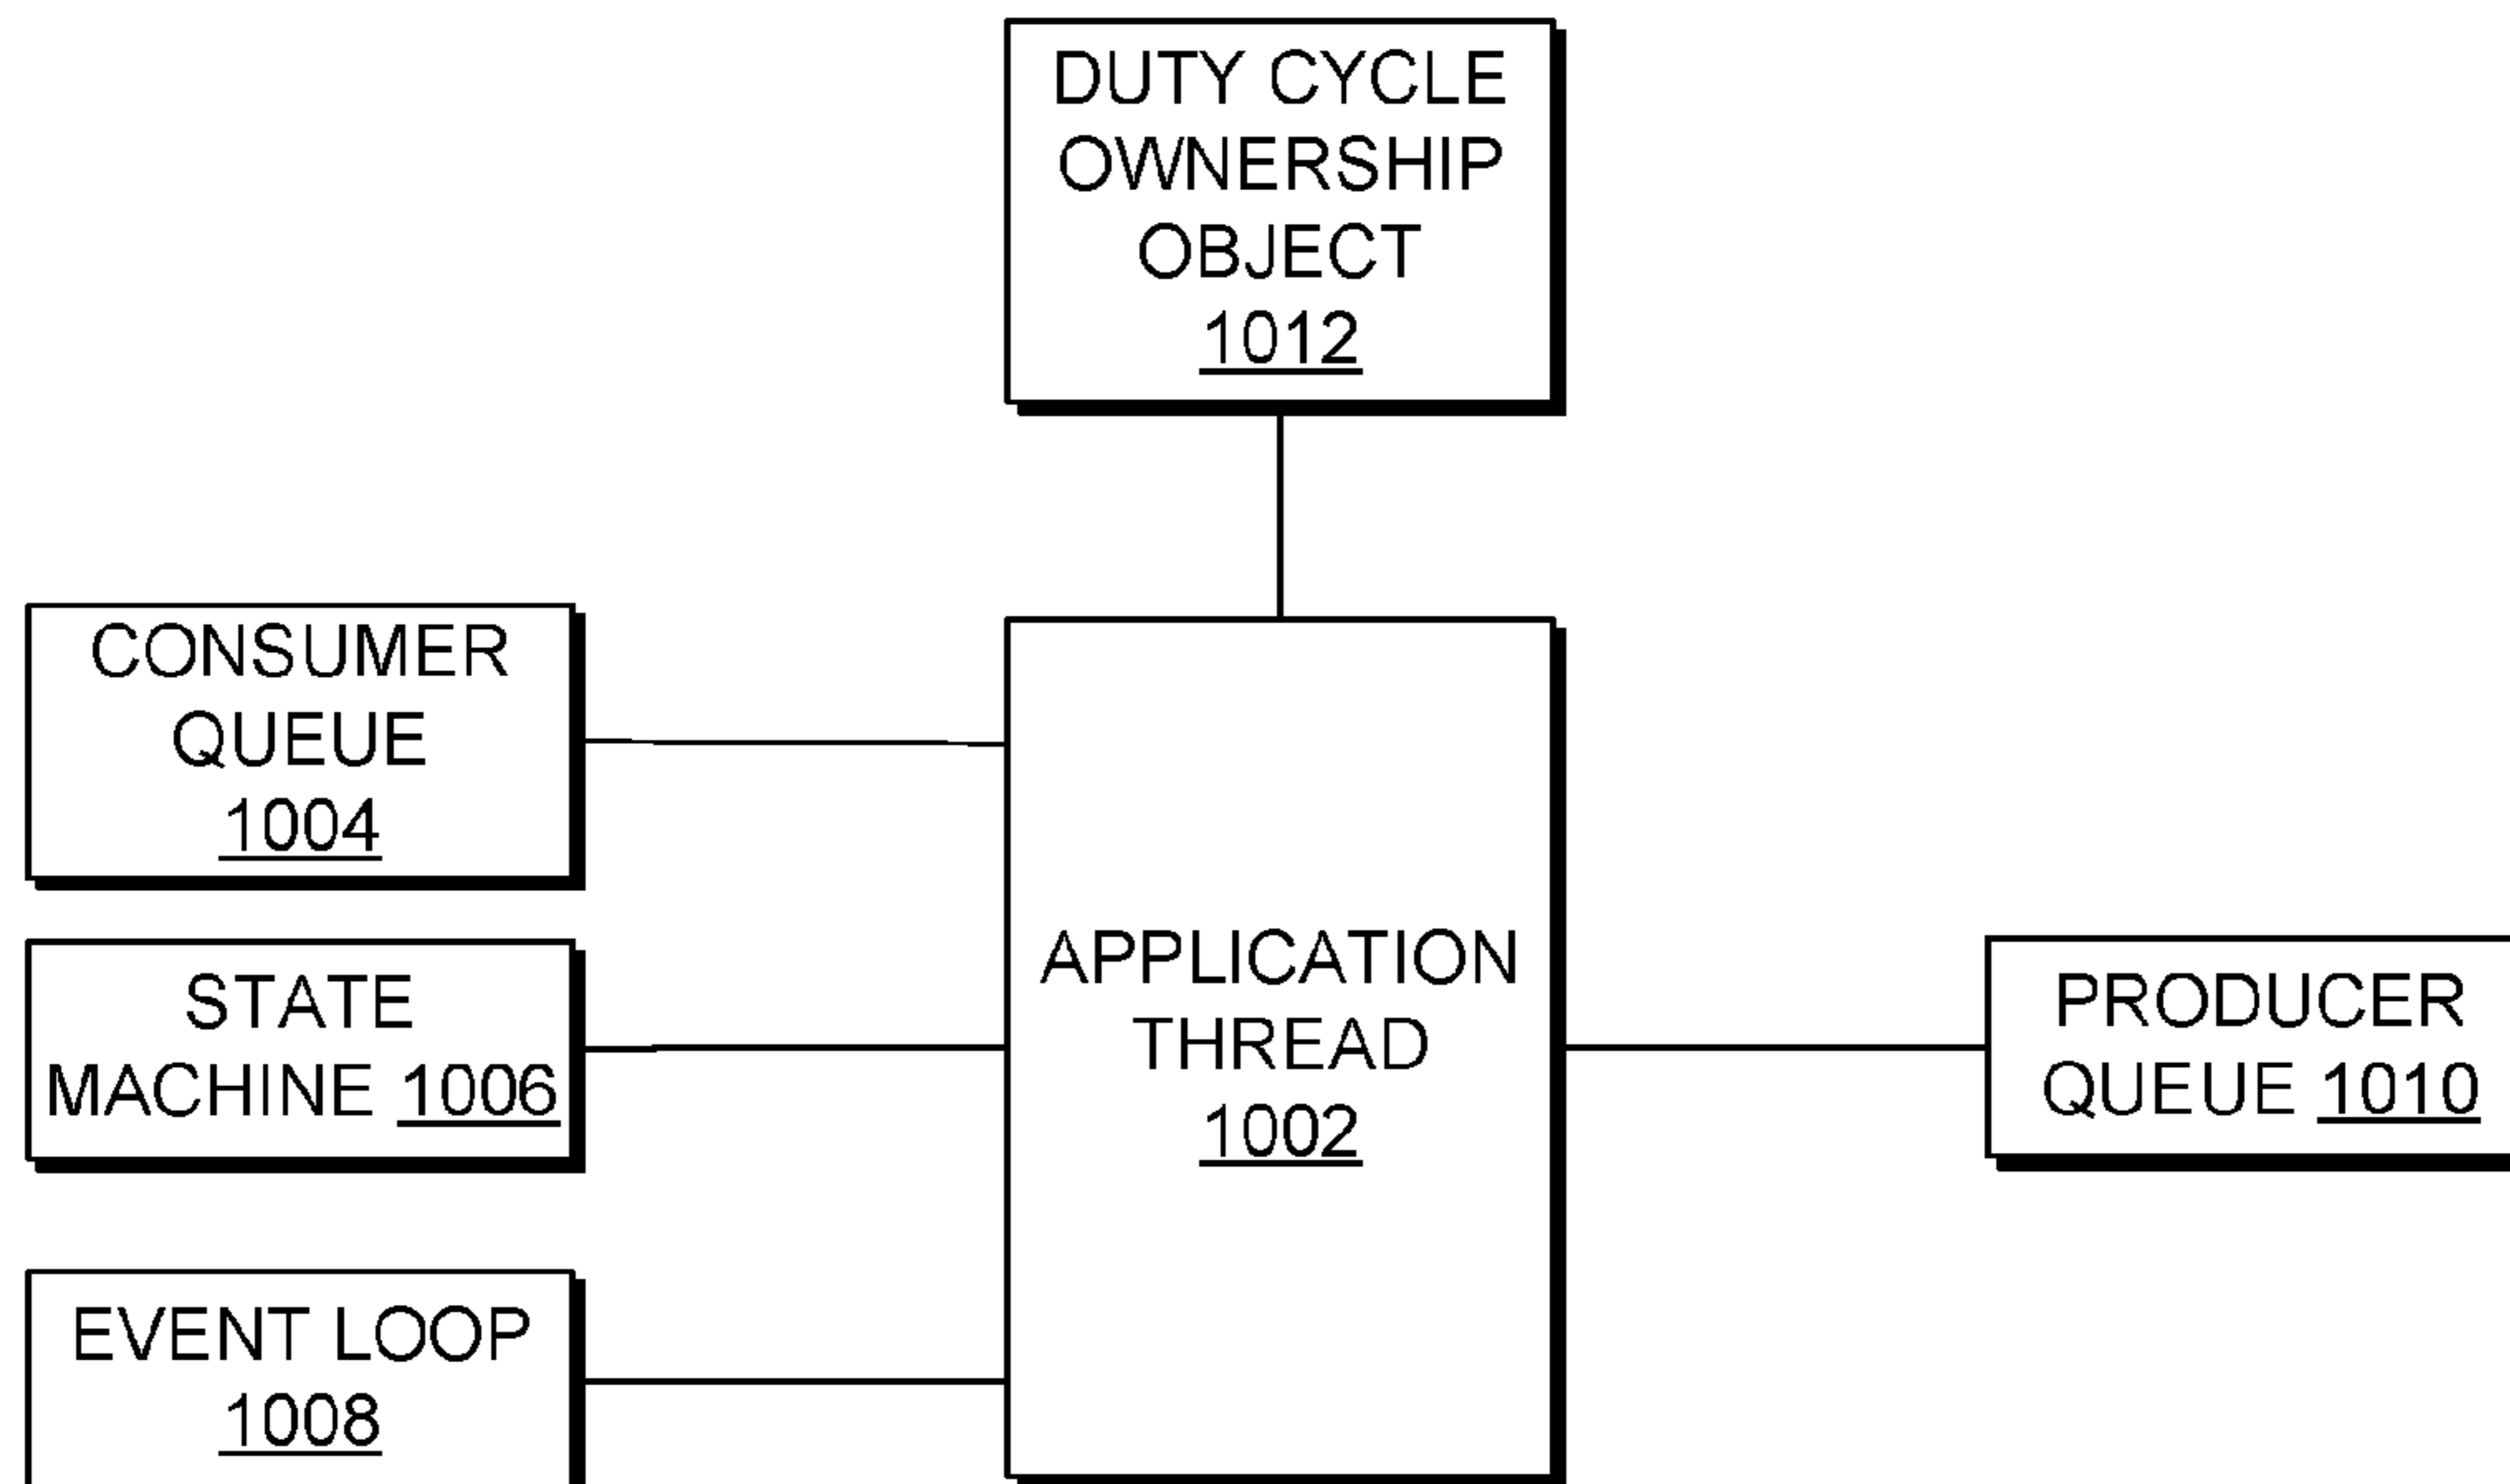 DUTY CYCLE
OWNERSHIP
OBJECT
1012
CONSUMER
QUEUE
1004
STATE
MACHINE 1006
EVENT LOOP
1008
APPLICATION
THREAD
1002
PRODUCER
QUEUE 1010